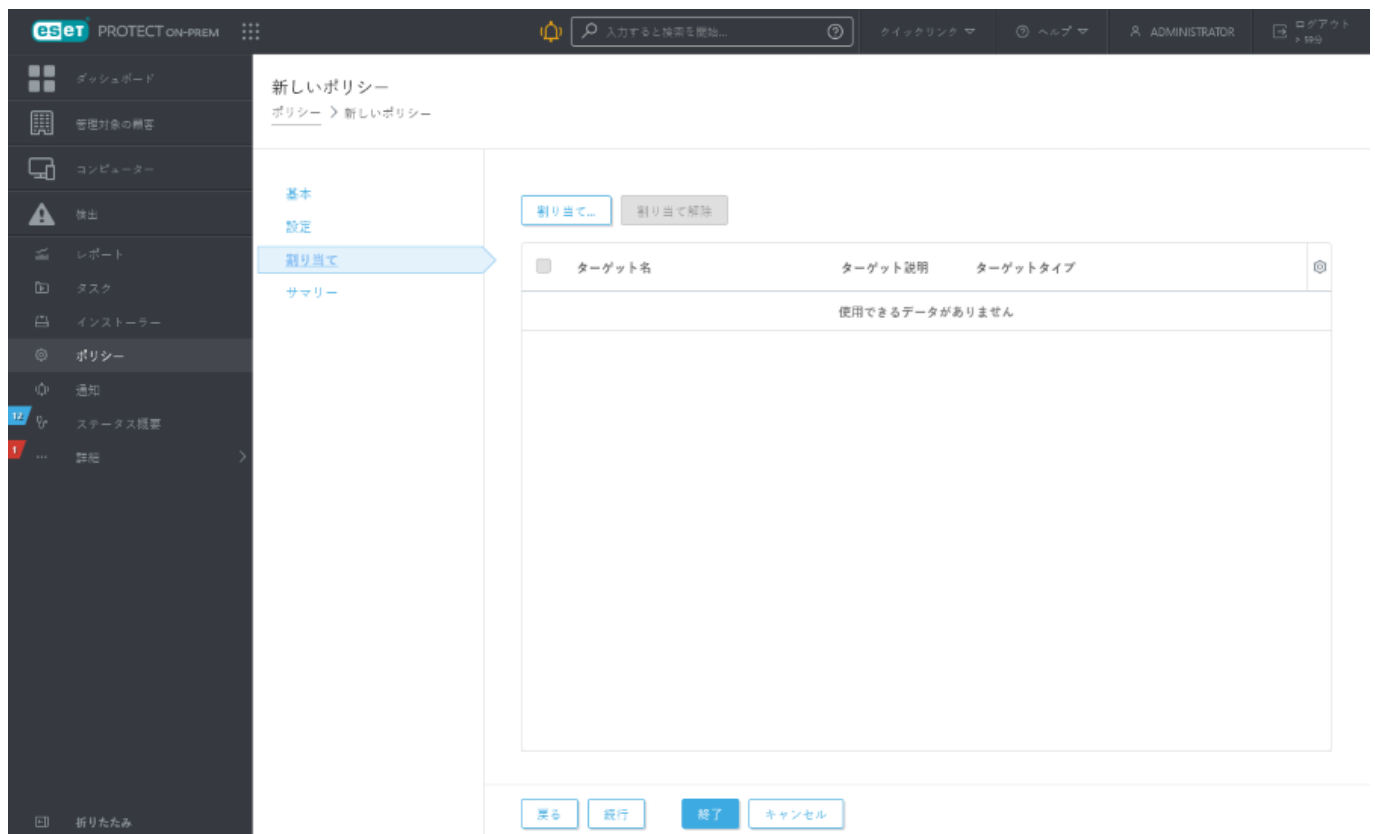 eset PROTECT ON-PREM
入力すると検索を開始...
クイックリンク
ヘルプ
ADMINISTRATOR
ログアウト
> 59分
ダッシュボード
管理対象の顧客
コンピューター
検出
レポート
タスク
インストーラー
ポリシー
通知
12
ステータス概要
1
詳細
折りたたみ
新しいポリシー
ポリシー > 新しいポリシー
基本
設定
割り当て
サマリー
割り当て... 割り当て解除
ターゲット名 ターゲット説明 ターゲットタイプ
使用できるデータがありません
戻る 続行 終了 キャンセル